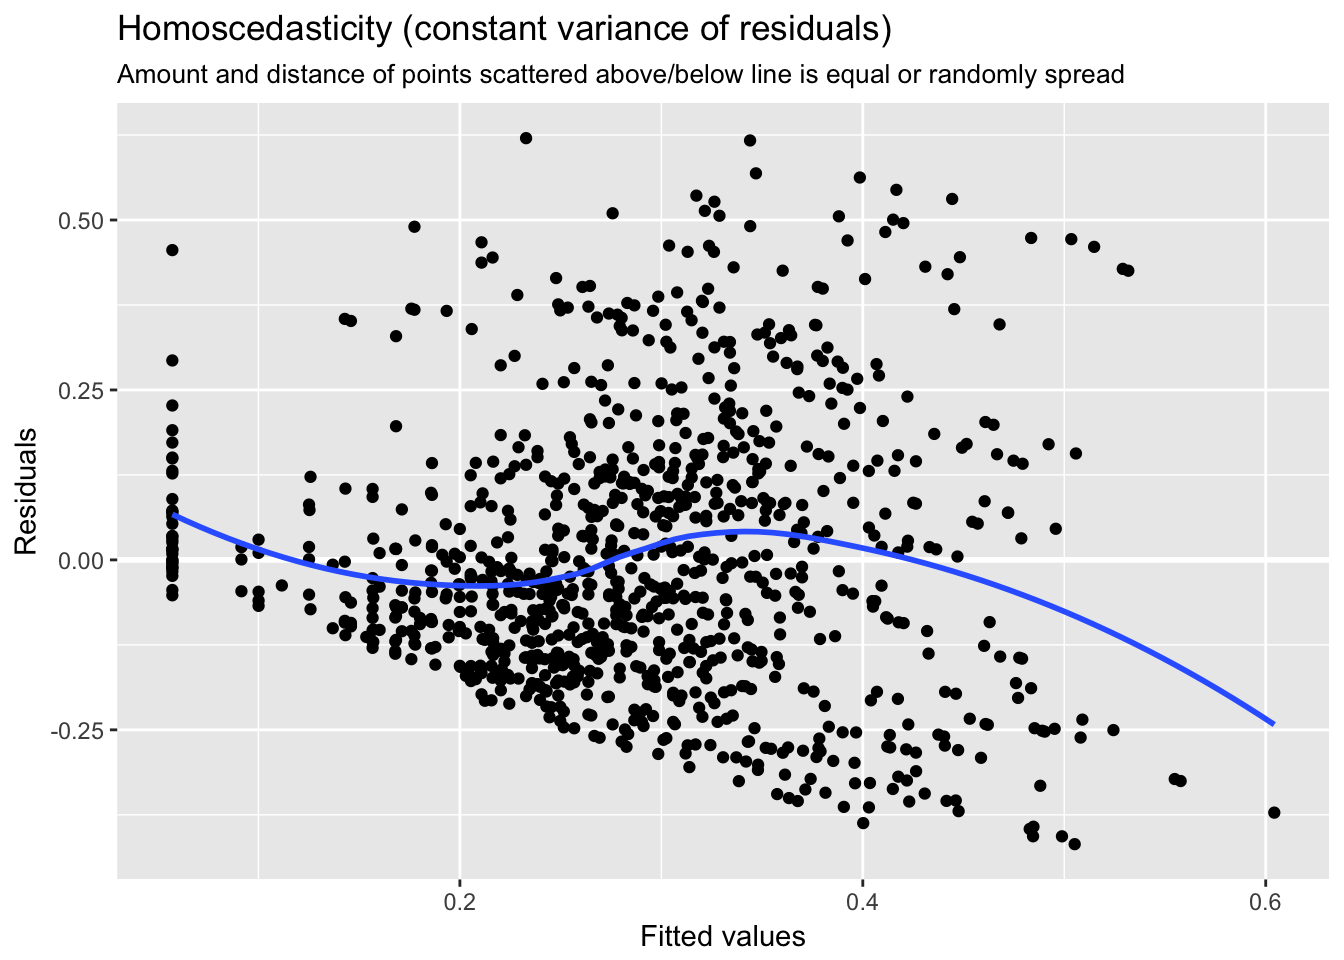 Homoscedasticity (constant variance of residuals)
Amount and distance of points scattered above/below line is equal or randomly spread
0.50
0.25
0.00
-0.25
Residuals
0.2
0.4
0.6
Fitted values